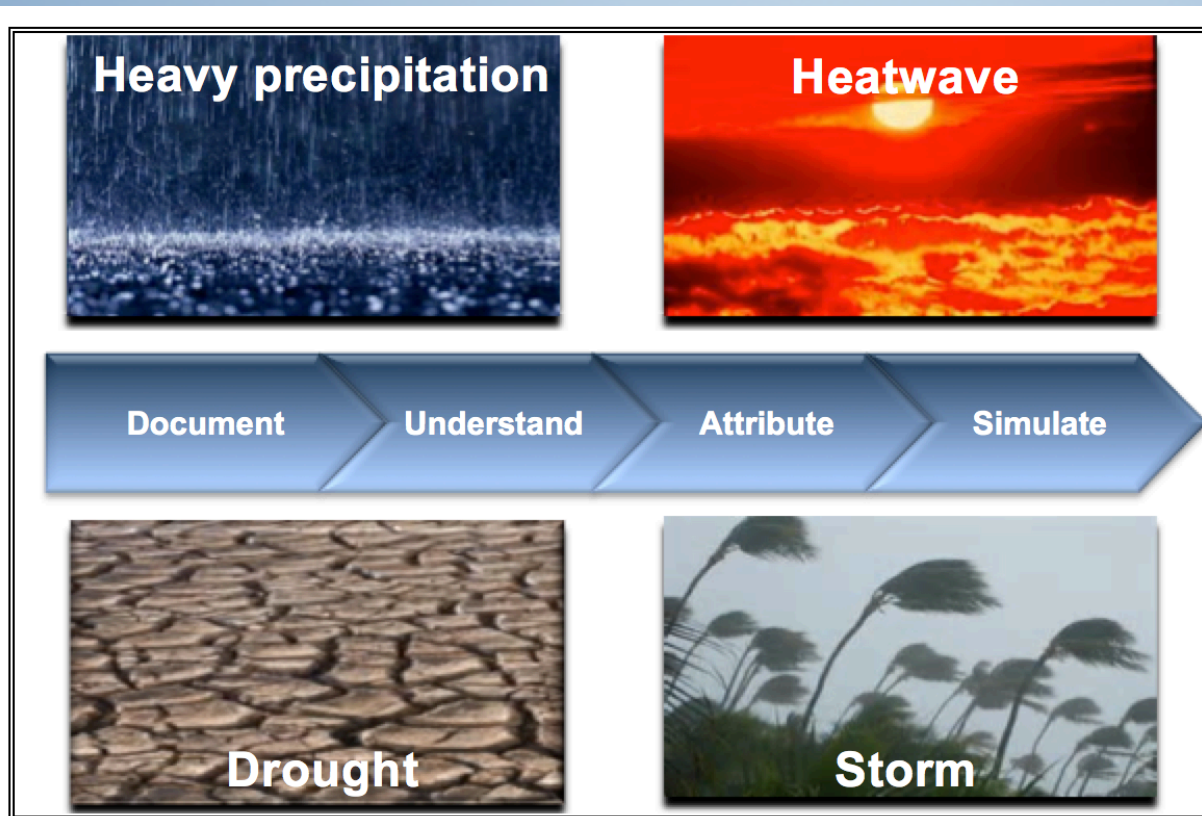 Heavy precipitation
Heatwave
Document
Understand
Attribute
Simulate
Drought
Storm